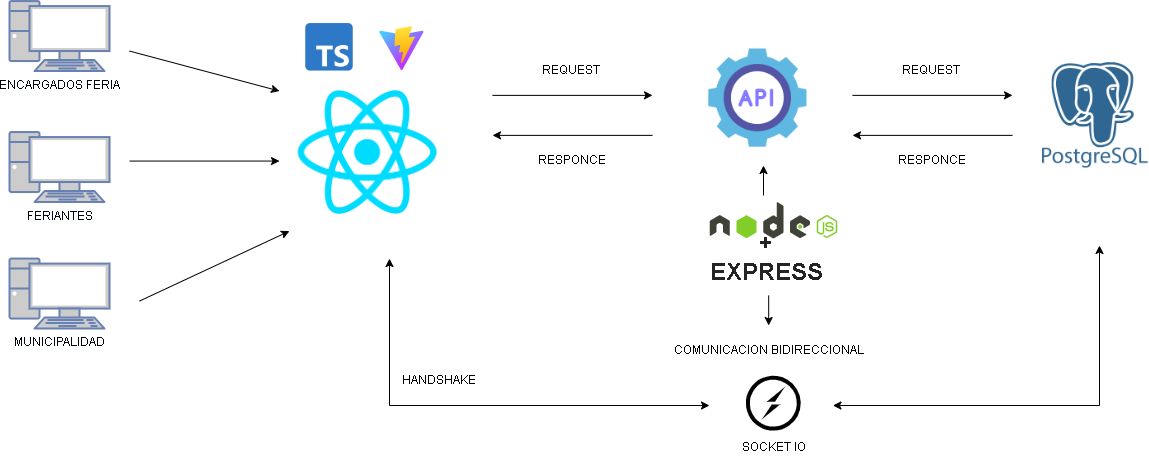 ENCARGADOS FERIA
FERIANTES
MUNICIPALIDAD
TS
REQUEST
RESPONCE
API
REQUEST
RESPONCE
PostgreSQL
node
JS
+
EXPRESS
COMUNICACION BIDIRECCIONAL
HANDSHAKE
SOCKET IO